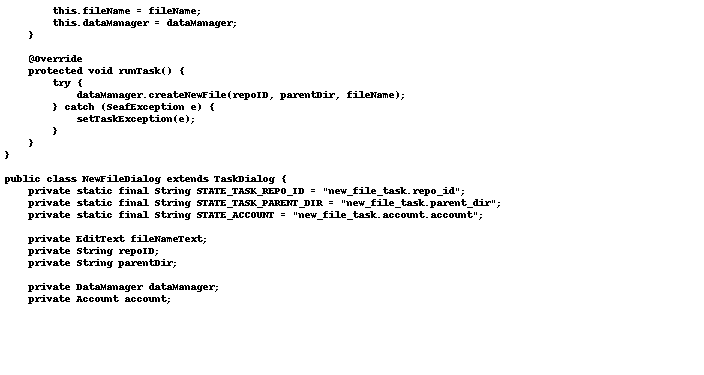 this.fileName = fileName;
        this.dataManager = dataManager;
    }

    @Override
    protected void runTask() {
        try {
            dataManager.createNewFile(repoID, parentDir, fileName);
        } catch (SeafException e) {
            setTaskException(e);
        }
    }
}

public class NewFileDialog extends TaskDialog {
    private static final String STATE_TASK_REPO_ID = "new_file_task.repo_id";
    private static final String STATE_TASK_PARENT_DIR = "new_file_task.parent_dir";
    private static final String STATE_ACCOUNT = "new_file_task.account.account";

    private EditText fileNameText;
    private String repoID;
    private String parentDir;

    private DataManager dataManager;
    private Account account;